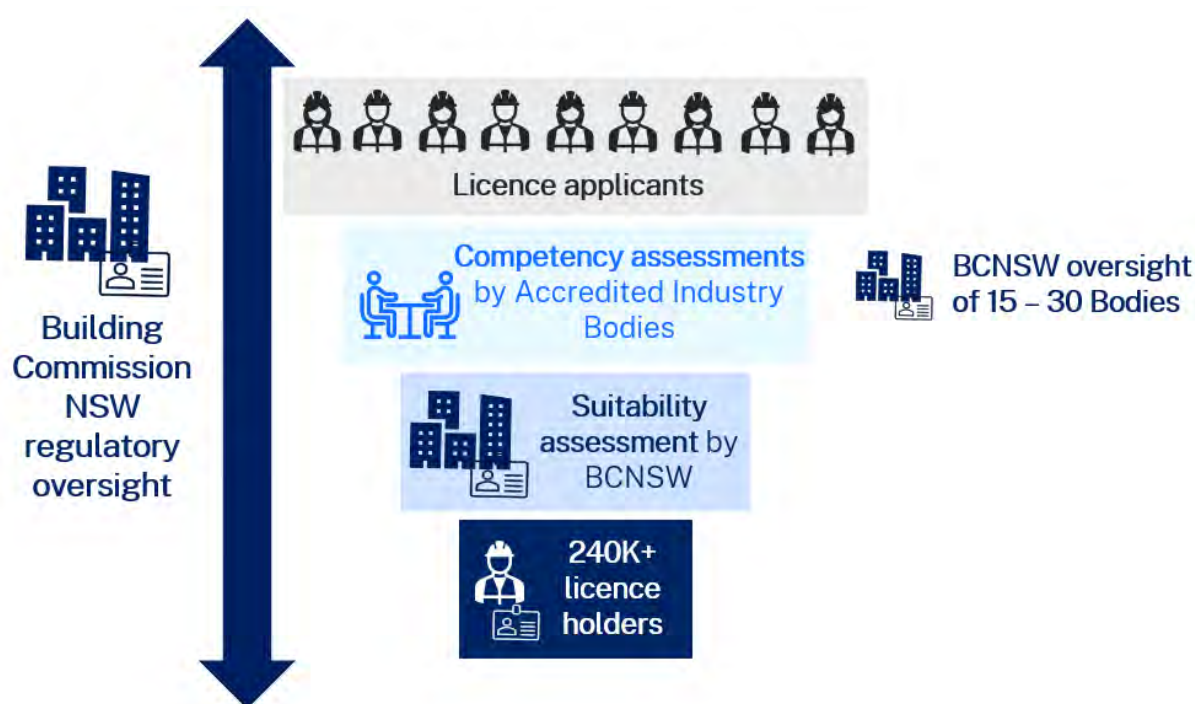 Licence applicants
Competency assessments
by Accredited Industry
Bodies
BCNSW oversight
of 15 – 30 Bodies
Building
Commission
NSW
regulatory
oversight
Suitability
assessment by
BCNSW
240K+
licence
holders